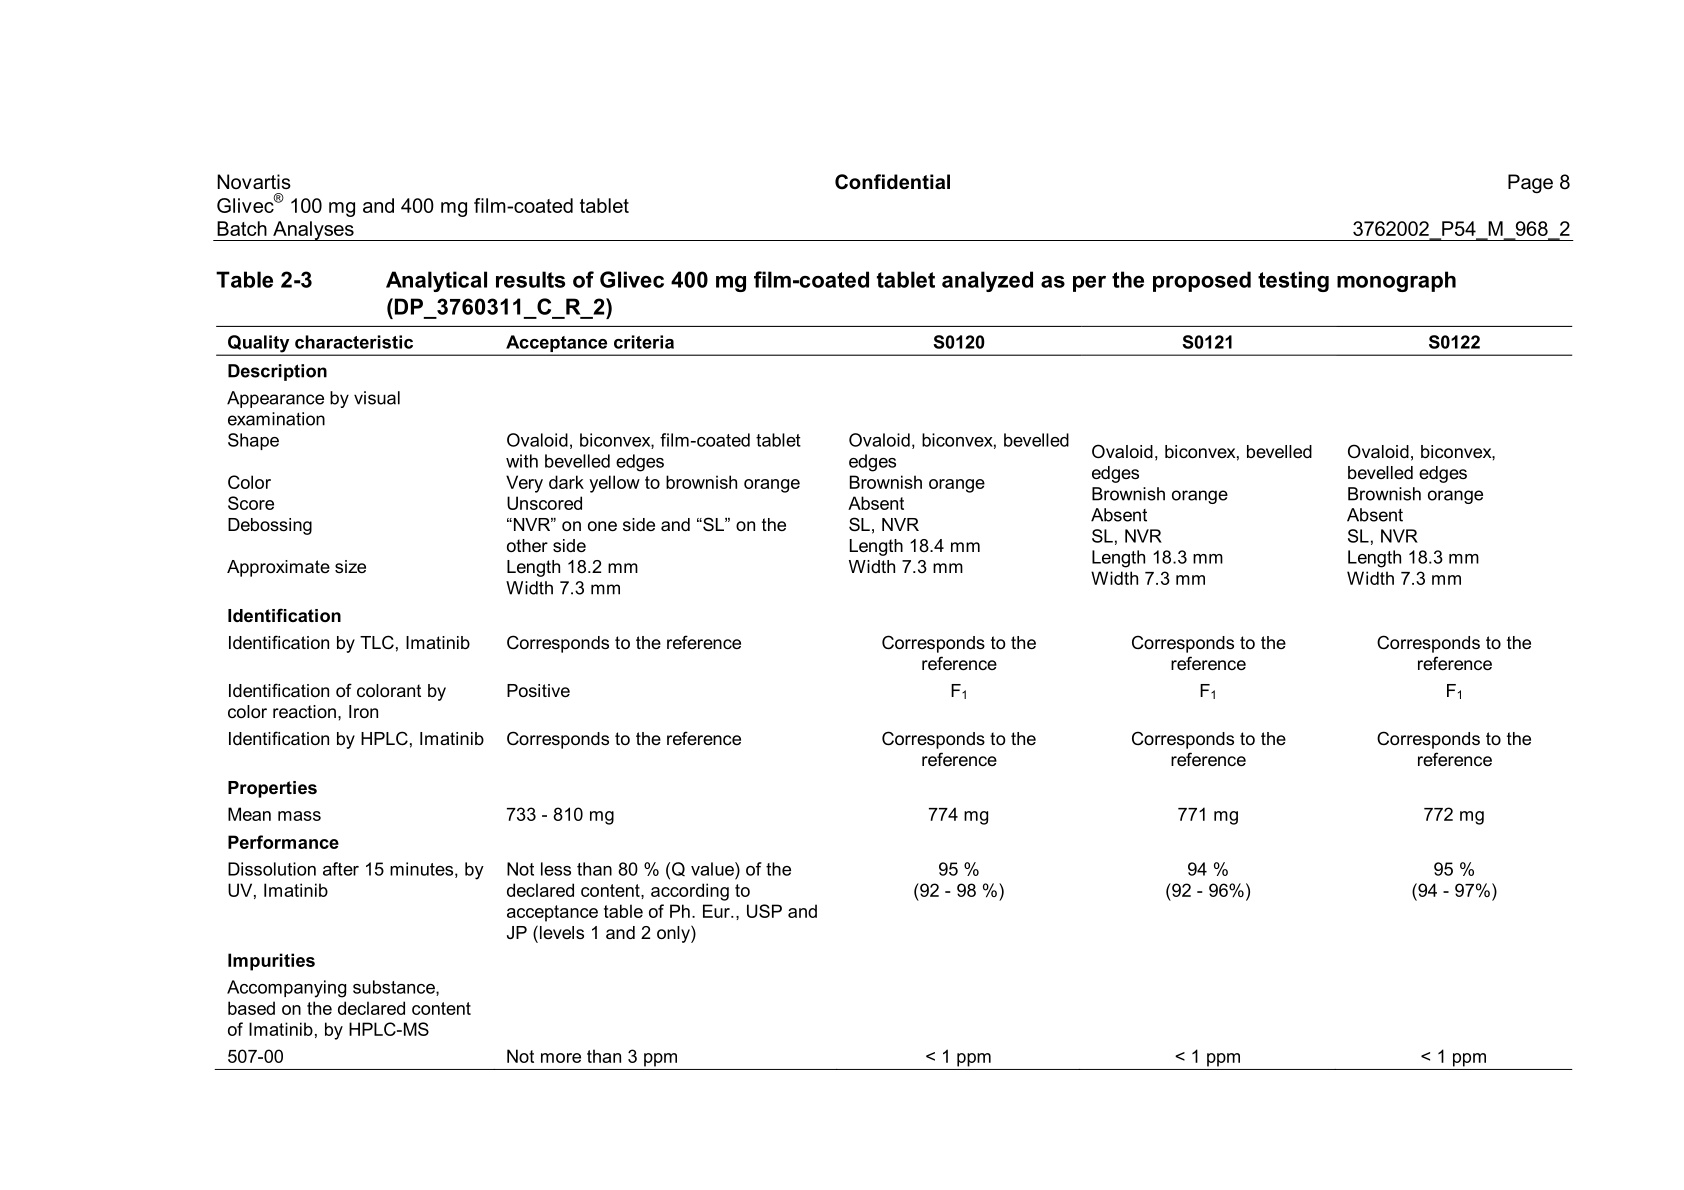 Novartis Confidential Page 8
Glivec® 100 mg and 400 mg film-coated tablet
Batch Analyses 3762002_P54_M_968_2
Table 2-3 Analytical results of Glivec 400 mg film-coated tablet analyzed as per the proposed testing monograph
(DP_3760311_C_R_2)
Quality characteristic Acceptance criteria S0120 S0121 S0122
Description
Appearance by visual
examination
Shape Ovaloid, biconvex, film-coated tablet Ovaloid, biconvex, bevelled
Ovaloid, biconvex, bevelled Ovaloid, biconvex,
with bevelled edges edges
edges bevelled edges
Color Very dark yellow to brownish orange Brownish orange
Brownish orange Brownish orange
Score Unscored Absent
Absent Absent
Debossing “NVR” on one side and “SL” on the SL, NVR
SL, NVR SL, NVR
other side Length 18.4 mm
Length 18.3 mm Length 18.3 mm
Approximate size Length 18.2 mm Width 7.3 mm
Width 7.3 mm Width 7.3 mm
Width 7.3 mm
Identification
Identification by TLC, Imatinib Corresponds to the reference Corresponds to the Corresponds to the Corresponds to the
reference reference reference
Identification of colorant by Positive F₁ F₁ F₁
color reaction, Iron
Identification by HPLC, Imatinib Corresponds to the reference Corresponds to the Corresponds to the Corresponds to the
reference reference reference
Properties
Mean mass 733 - 810 mg 774 mg 771 mg 772 mg
Performance
Dissolution after 15 minutes, by Not less than 80 % (Q value) of the 95 % 94 % 95 %
UV, Imatinib declared content, according to (92 - 98 %) (92 - 96%) (94 - 97%)
acceptance table of Ph. Eur., USP and
JP (levels 1 and 2 only)
Impurities
Accompanying substance,
based on the declared content
of Imatinib, by HPLC-MS
507-00 Not more than 3 ppm < 1 ppm < 1 ppm < 1 ppm